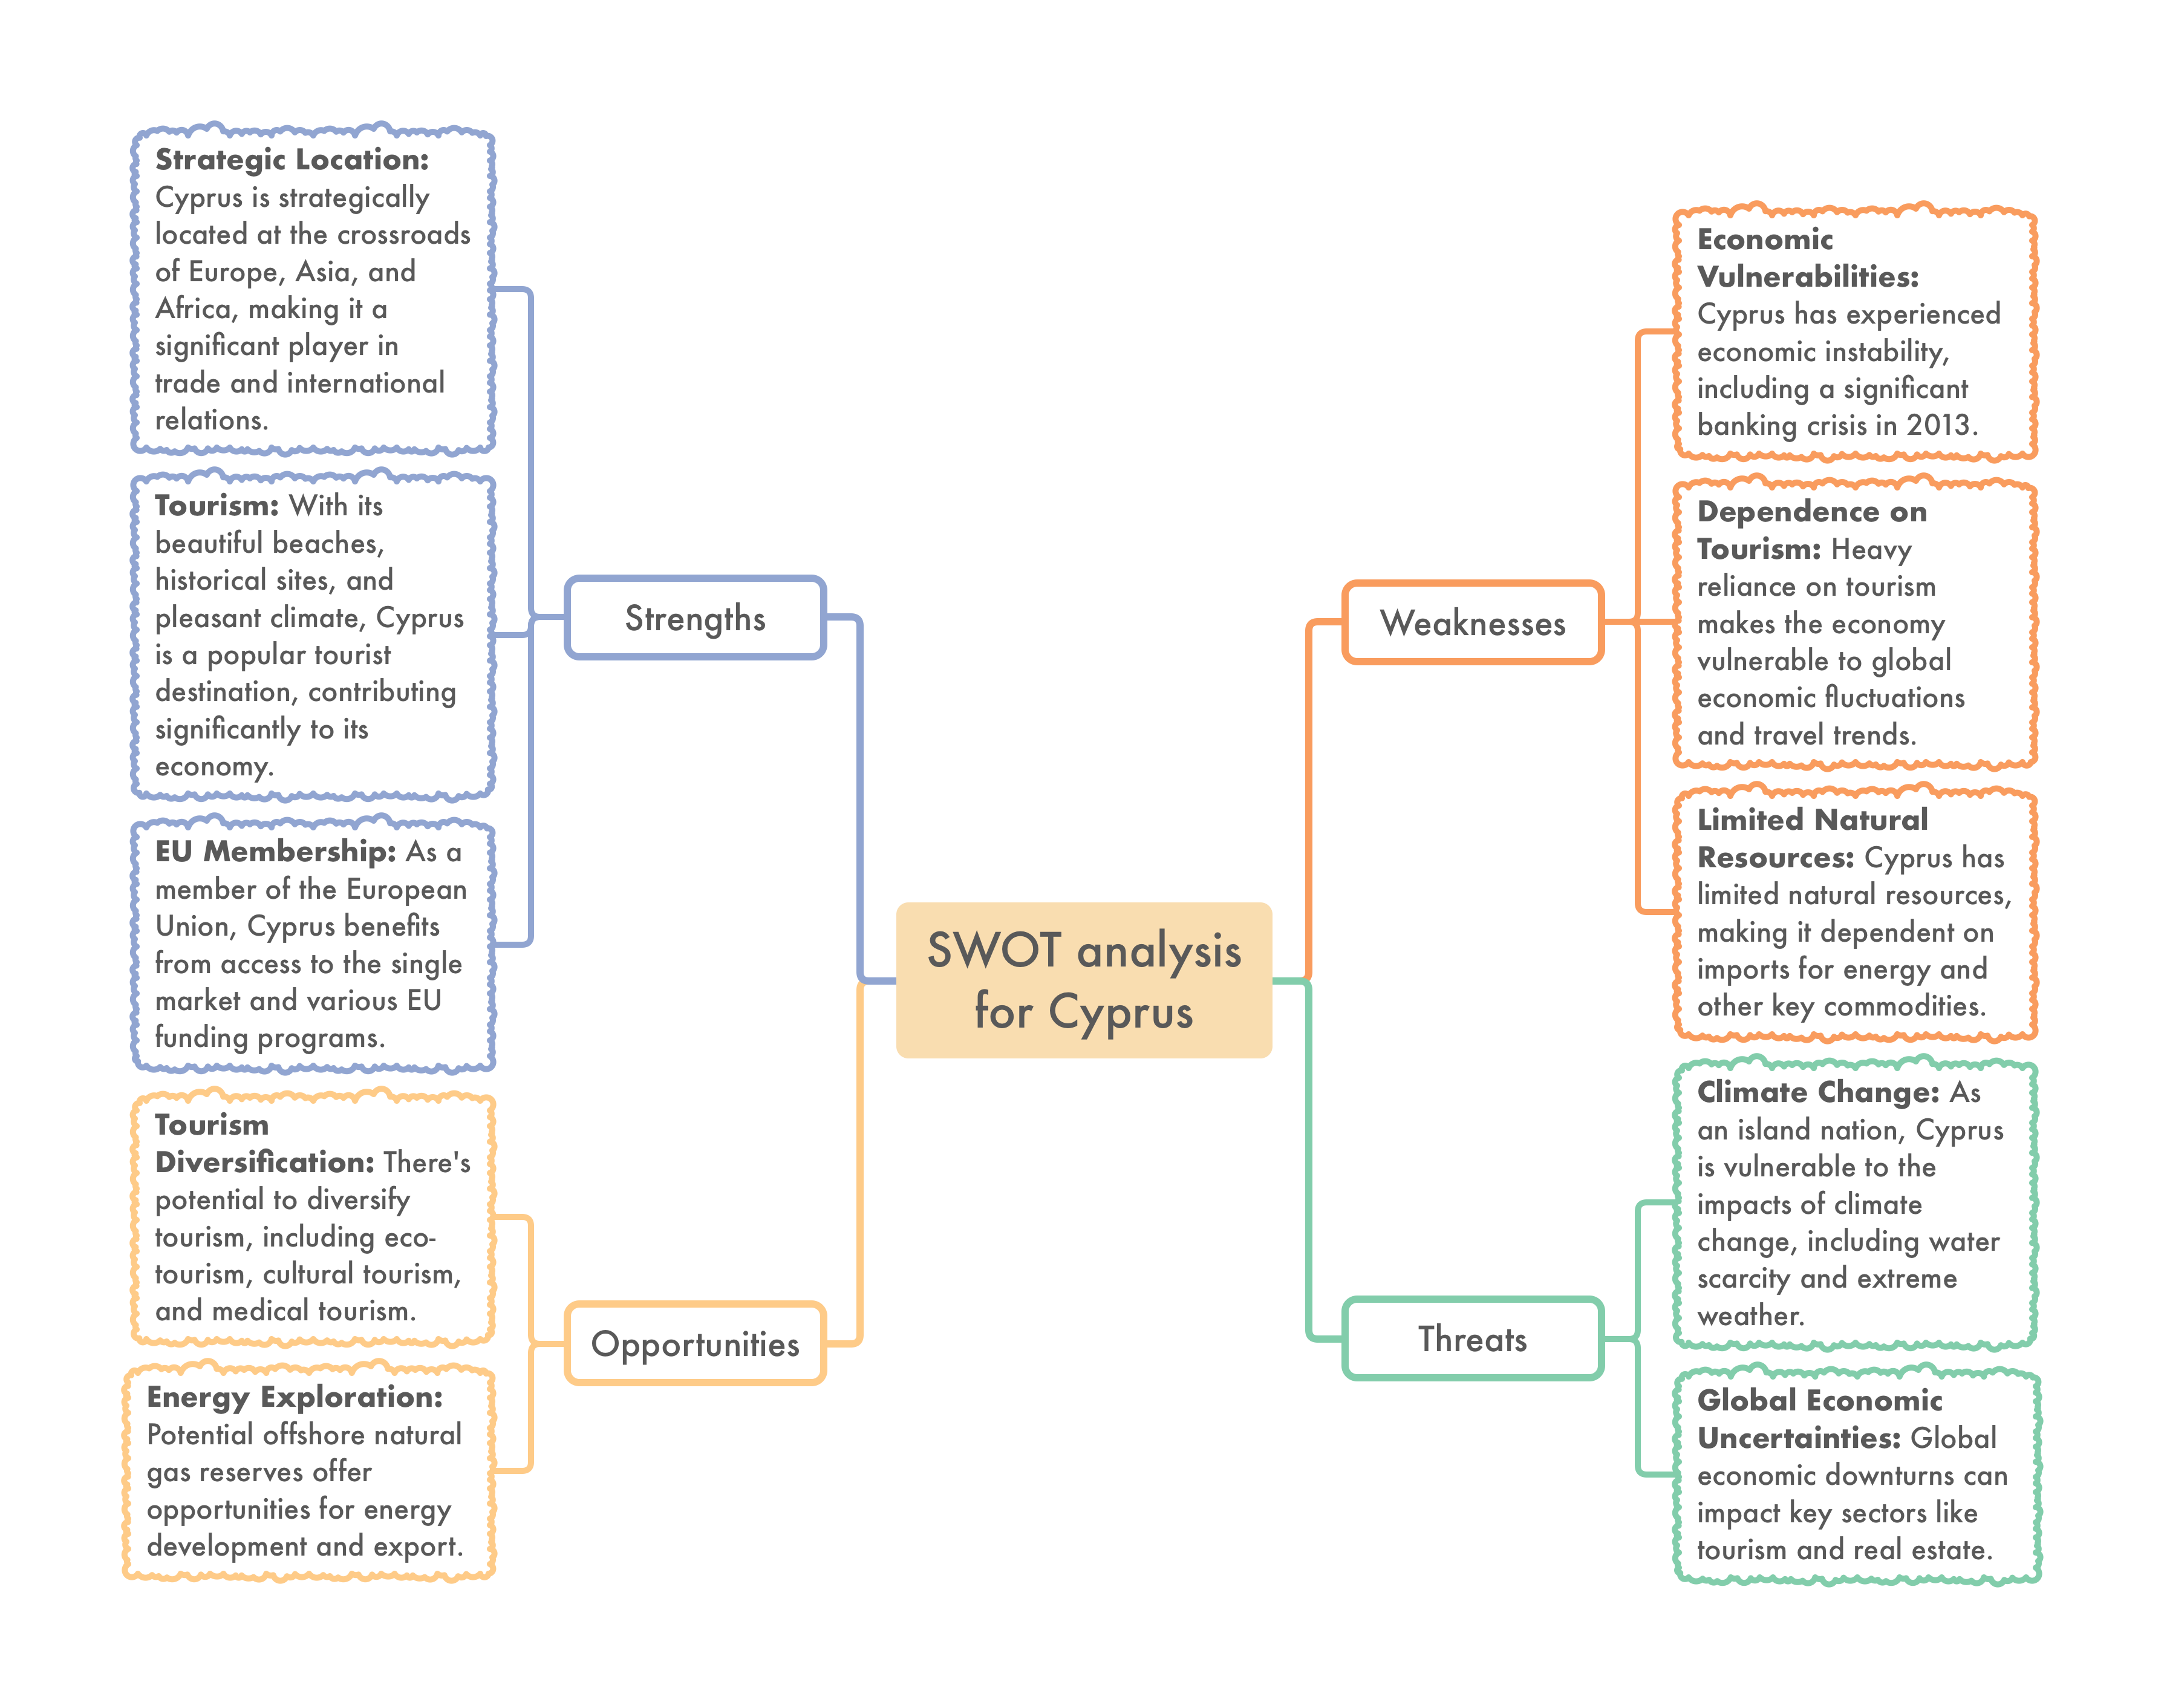 Strategic Location:
Cyprus is strategically
located at the crossroads
of Europe, Asia, and
Africa, making it a
significant player in
trade and international
relations.
Tourism: With its
beautiful beaches,
historical sites, and
pleasant climate, Cyprus
is a popular tourist
destination, contributing
significantly to its
economy.
EU Membership: As a
member of the European
Union, Cyprus benefits
from access to the single
market and various EU
funding programs.
Strengths
Tourism
Diversification: There's
potential to diversify
tourism, including eco-
tourism, cultural tourism,
and medical tourism.
Energy Exploration:
Potential offshore natural
gas reserves offer
opportunities for energy
development and export.
Opportunities
SWOT analysis
for Cyprus
Weaknesses
Economic
Vulnerabilities:
Cyprus has experienced
economic instability,
including a significant
banking crisis in 2013.
Dependence on
Tourism: Heavy
reliance on tourism
makes the economy
vulnerable to global
economic fluctuations
and travel trends.
Limited Natural
Resources: Cyprus has
limited natural resources,
making it dependent on
imports for energy and
other key commodities.
Threats
Climate Change: As
an island nation, Cyprus
is vulnerable to the
impacts of climate
change, including water
scarcity and extreme
weather.
Global Economic
Uncertainties: Global
economic downturns can
impact key sectors like
tourism and real estate.